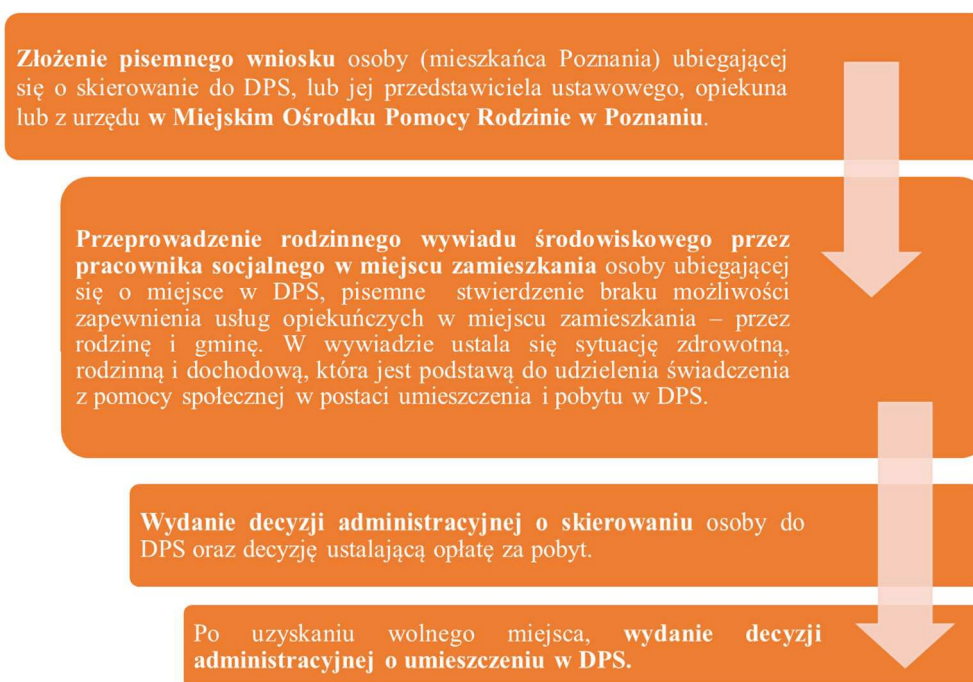 Złożenie pisemnego wniosku osoby (mieszkańca Poznania) ubiegającej
się o skierowanie do DPS, lub jej przedstawiciela ustawowego, opiekuna
lub z urzędu w Miejskim Ośrodku Pomocy Rodzinie w Poznaniu.
Przeprowadzenie rodzinnego wywiadu środowiskowego przez
pracownika socjalnego w miejscu zamieszkania osoby ubiegającej
się o miejsce w DPS, pisemne stwierdzenie braku możliwości
zapewnienia usług opiekuńczych w miejscu zamieszkania – przez
rodzinę i gminę. W wywiadzie ustala się sytuację zdrowotną,
rodzinną i dochodową, która jest podstawą do udzielenia świadczenia
z pomocy społecznej w postaci umieszczenia i pobytu w DPS.
Wydanie decyzji administracyjnej o skierowaniu osoby do
DPS oraz decyzję ustalającą opłatę za pobyt.
Po uzyskaniu wolnego miejsca, wydanie decyzji
administracyjnej o umieszczeniu w DPS.